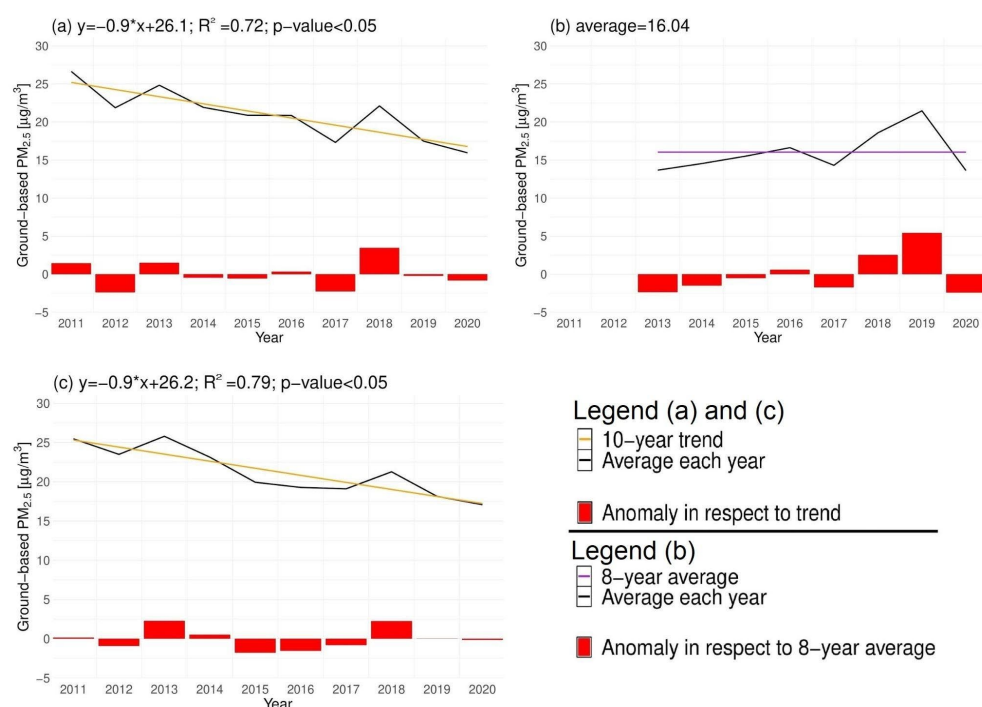 (a) y=−0.9*x+26.1; R² =0.72; p−value<0.05
30
25
20
15
10
5
0
−5
Ground−based PM2.5 [µg/m³]
2011 2012 2013 2014 2015 2016 2017 2018 2019 2020
Year
(b) average=16.04
30
25
20
15
10
5
0
−5
Ground−based PM2.5 [µg/m³]
2011 2012 2013 2014 2015 2016 2017 2018 2019 2020
Year
(c) y=−0.9*x+26.2; R² =0.79; p−value<0.05
30
25
20
15
10
5
0
−5
Ground−based PM2.5 [µg/m³]
2011 2012 2013 2014 2015 2016 2017 2018 2019 2020
Year
Legend (a) and (c)
10−year trend
Average each year
Anomaly in respect to trend
Legend (b)
8−year average
Average each year
Anomaly in respect to 8−year average